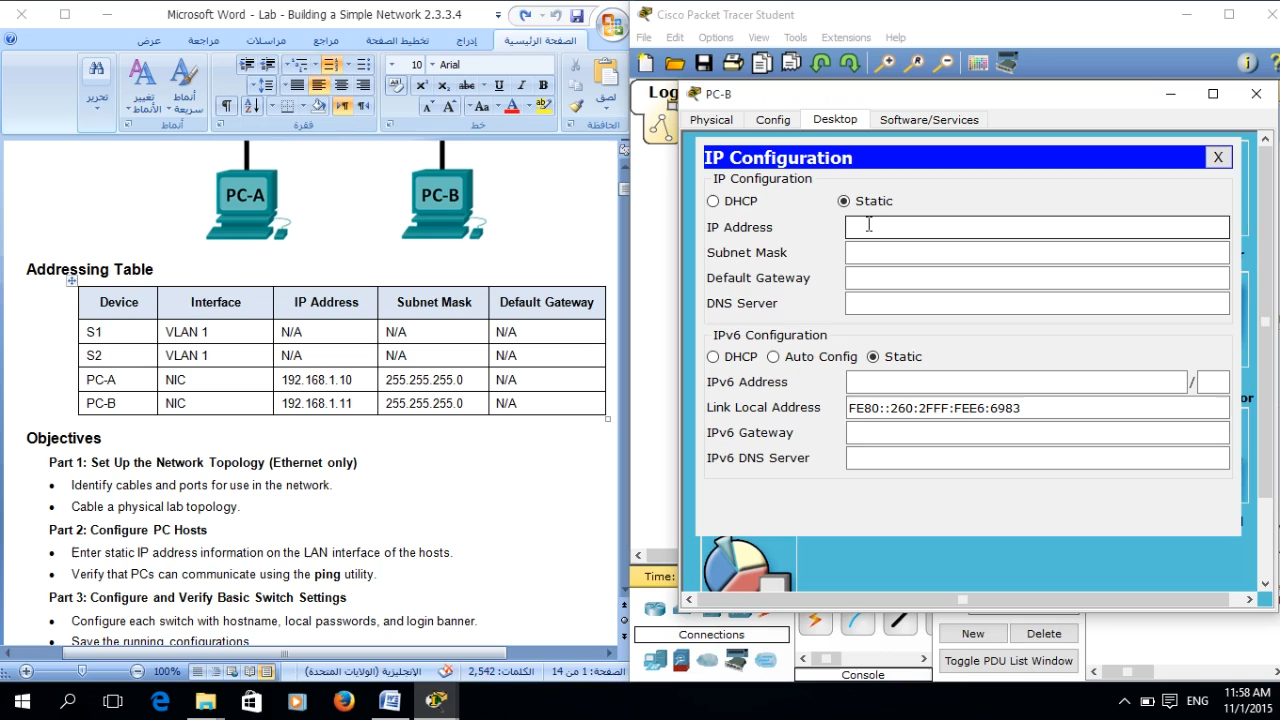 Microsoft Word - Lab - Building a Simple Network 2.3.3.4
الصفحة الرئيسية
إدراج
تخطيط الصفحة
مراجع
مراسلات
مراجعة
عرض
لصق
الحافظة
10
Arial
خط
فقرة
أنماط سريعة
تغيير الأنماط
أنماط
تحرير
PC-A
PC-B
Addressing Table
Device Interface IP Address Subnet Mask Default Gateway
S1 VLAN 1 N/A N/A N/A
S2 VLAN 1 N/A N/A N/A
PC-A NIC 192.168.1.10 255.255.255.0 N/A
PC-B NIC 192.168.1.11 255.255.255.0 N/A
Objectives
Part 1: Set Up the Network Topology (Ethernet only)
• Identify cables and ports for use in the network.
• Cable a physical lab topology.
Part 2: Configure PC Hosts
• Enter static IP address information on the LAN interface of the hosts.
• Verify that PCs can communicate using the ping utility.
Part 3: Configure and Verify Basic Switch Settings
• Configure each switch with hostname, local passwords, and login banner.
• Save the running configurations
الصفحة: 1 من 14
الكلمات: 2,542
الإنجليزية (الولايات المتحدة)
100%
Cisco Packet Tracer Student
File Edit Options View Tools Extensions Help
PC-B
Physical Config Desktop Software/Services
IP Configuration
X
IP Configuration
DHCP Static
IP Address
Subnet Mask
Default Gateway
DNS Server
IPv6 Configuration
DHCP Auto Config Static
IPv6 Address /
Link Local Address FE80::260:2FFF:FEE6:6983
IPv6 Gateway
IPv6 DNS Server
Time:
Connections
Console
New Delete
Toggle PDU List Window
ENG
11:58 AM
11/1/2015